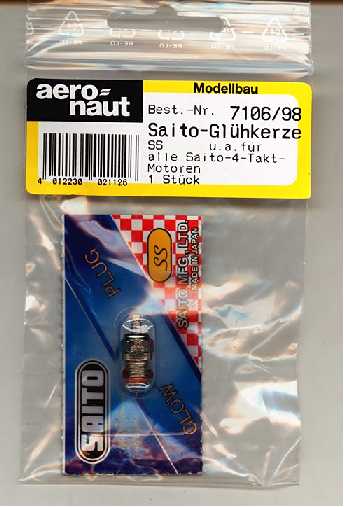 aero-
naut
Modellbau
Best.-Nr. 7106/98
Saito-Glühkerze
SS u.a.für
alle Saito-4-Takt-
Motoren
1 Stück
4 012230 021126
SS
SAITO MFG. LTD.
MADE IN JAPAN
PLUG
GLOW
SAITO